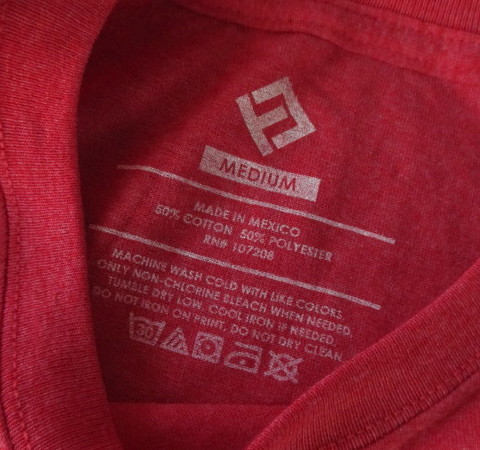 MEDIUM
MADE IN MEXICO
50% COTTON 50% POLYESTER
RN# 107208
MACHINE WASH COLD WITH LIKE COLORS.
ONLY NON-CHLORINE BLEACH WHEN NEEDED.
TUMBLE DRY LOW. COOL IRON IF NEEDED.
DO NOT IRON ON PRINT. DO NOT DRY CLEAN.
30